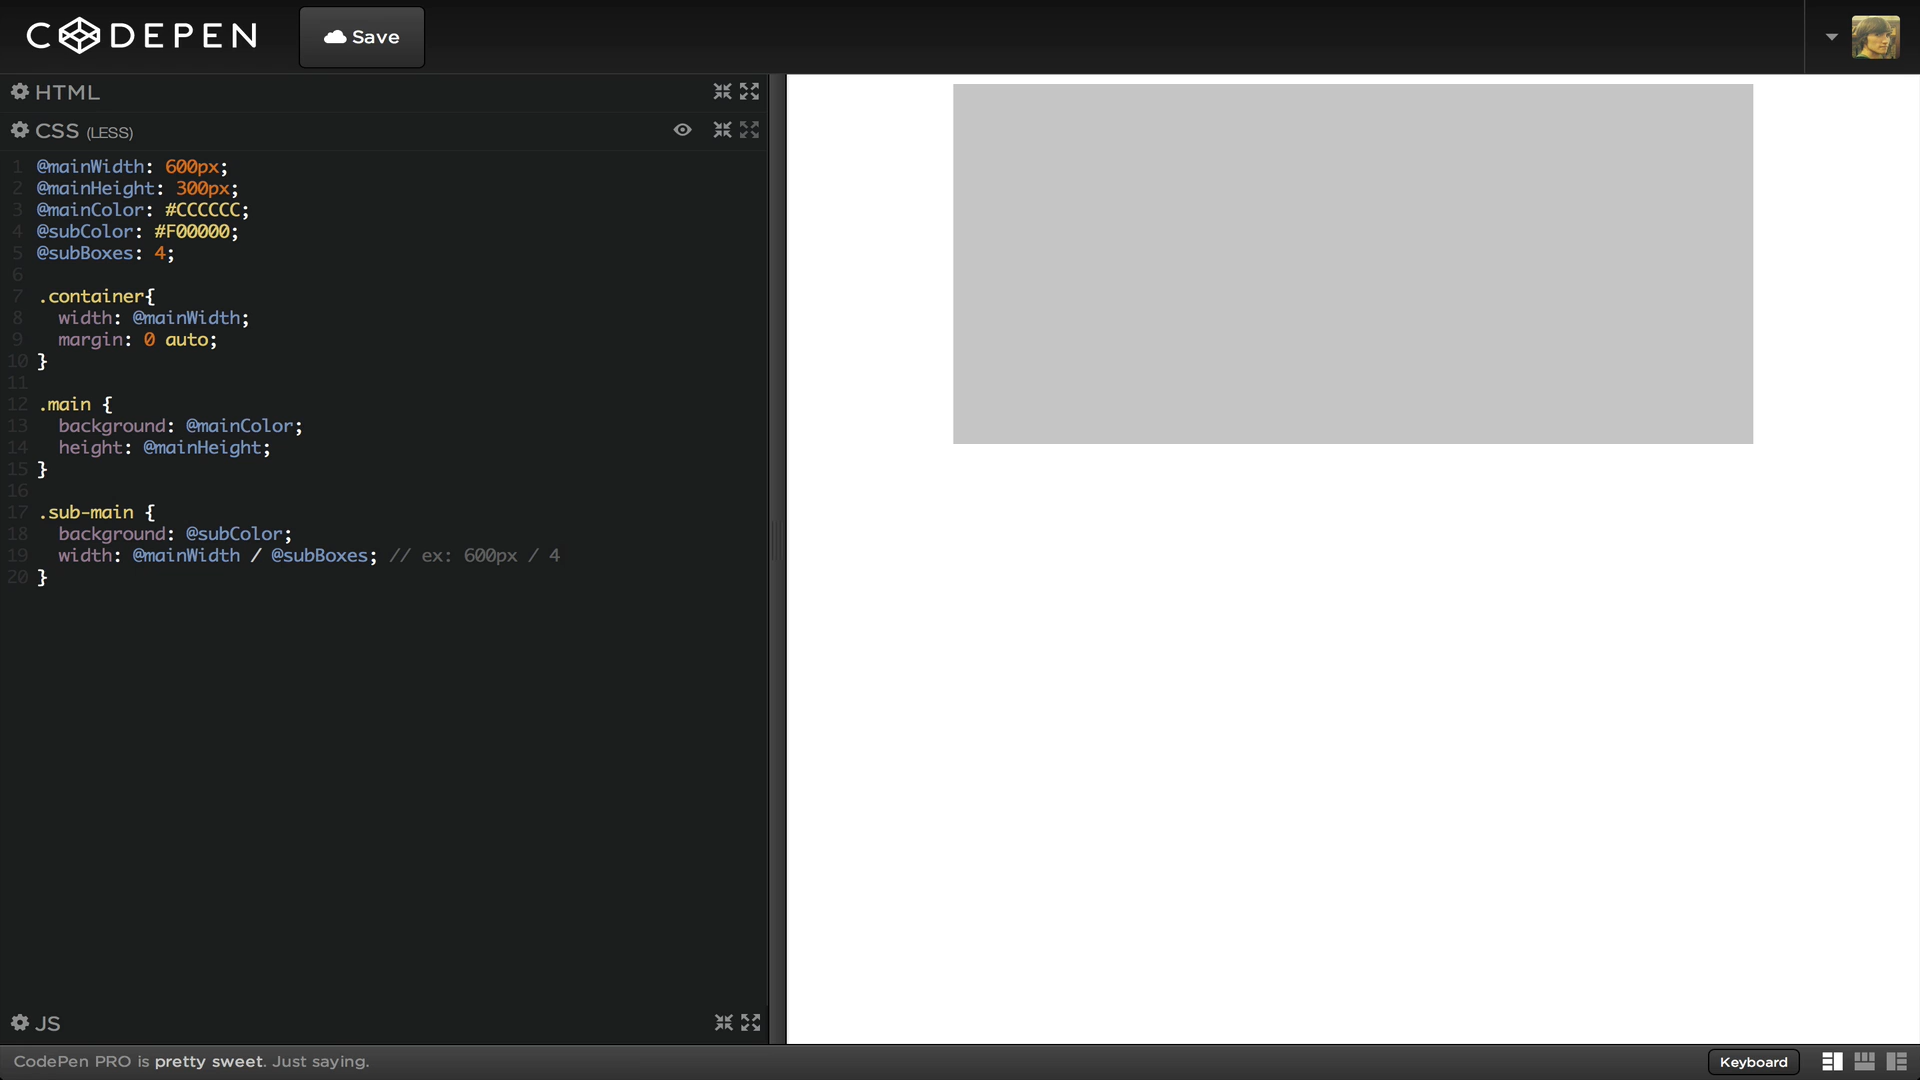 CODEPEN
Save
HTML
CSS (LESS)
1 @mainWidth: 600px;
2 @mainHeight: 300px;
3 @mainColor: #CCCCCC;
4 @subColor: #F00000;
5 @subBoxes: 4;
6
7 .container{
8 width: @mainWidth;
9 margin: 0 auto;
10 }
11
12 .main {
13 background: @mainColor;
14 height: @mainHeight;
15 }
16
17 .sub-main {
18 background: @subColor;
19 width: @mainWidth / @subBoxes; // ex: 600px / 4
20 }
JS
CodePen PRO is pretty sweet. Just saying.
Keyboard